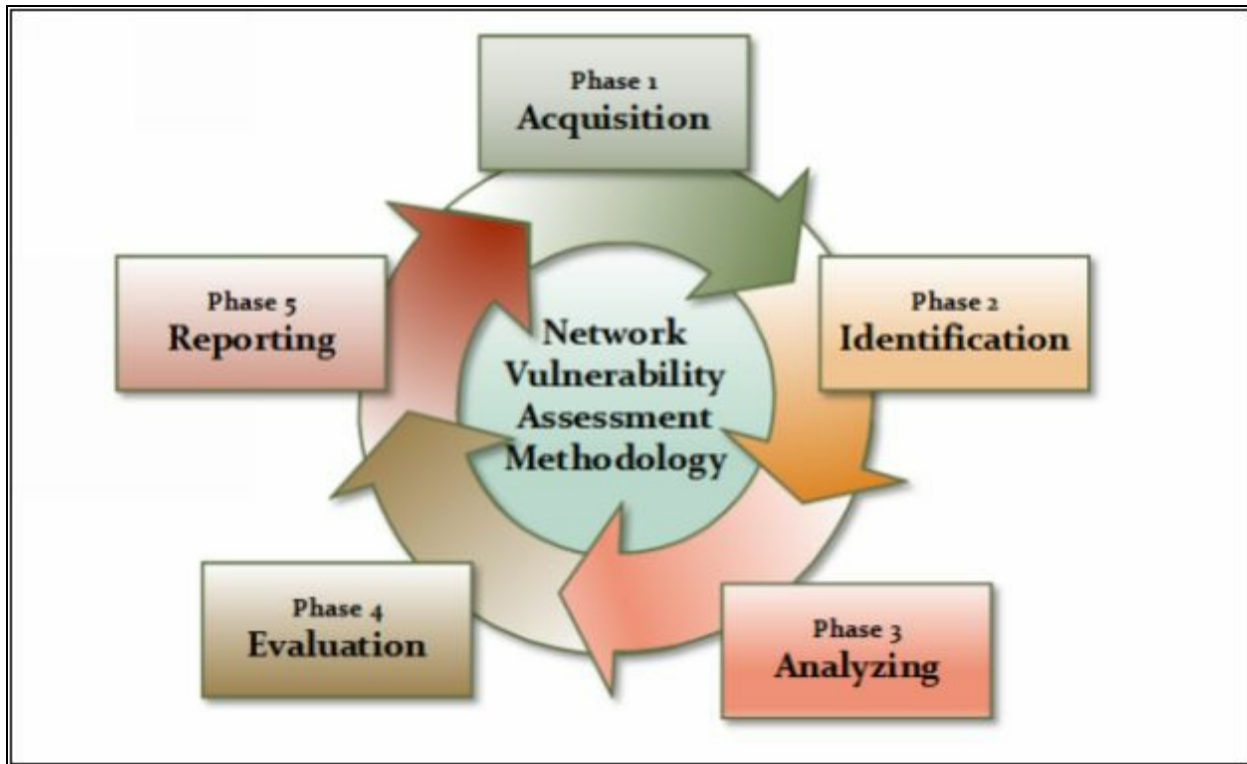 Phase 1
Acquisition
Phase 2
Identification
Phase 3
Analyzing
Phase 4
Evaluation
Phase 5
Reporting
Network
Vulnerability
Assessment
Methodology